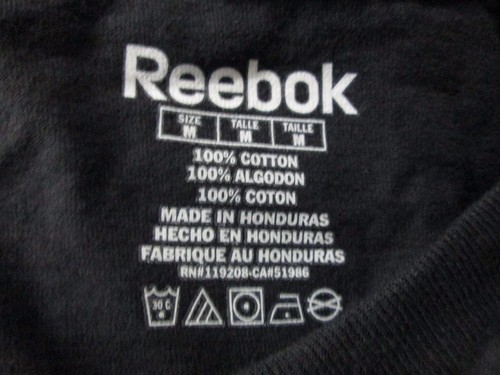 Reebok
SIZE TALLE TAILLE
M M M
100% COTTON
100% ALGODON
100% COTON
MADE IN HONDURAS
HECHO EN HONDURAS
FABRIQUE AU HONDURAS
RN#119208-CA#51986
30 C